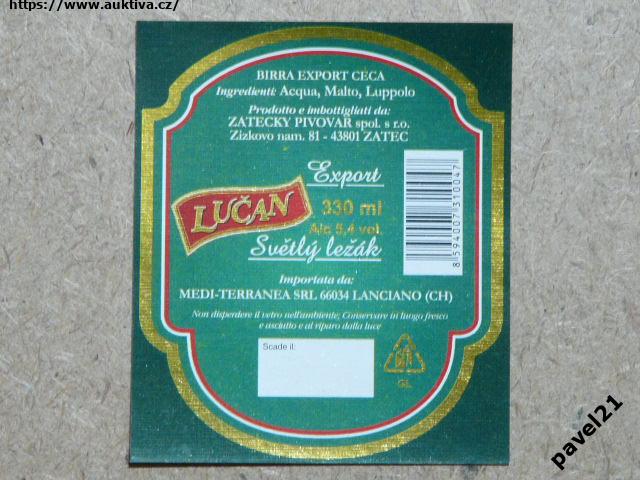 https://www.auktiva.cz/
BIRRA EXPORT CECA
Ingredienti: Acqua, Malto, Luppolo
Prodotto e imbottigliati da:
ZATECKY PIVOVAR spol. s r.o.
Zizkovo nam. 81 - 43801 ZATEC
Export
LUČAN
330 ml
Alc 5,4 vol.
Světlý ležák
8594007310047
Importata da:
MEDI-TERRANEA SRL 66034 LANCIANO (CH)
Non disperdere il vetro nell'ambiente; Conservare in luogo fresco
e asciutto e al riparo dalla luce
Scade il:
GL
pavel21